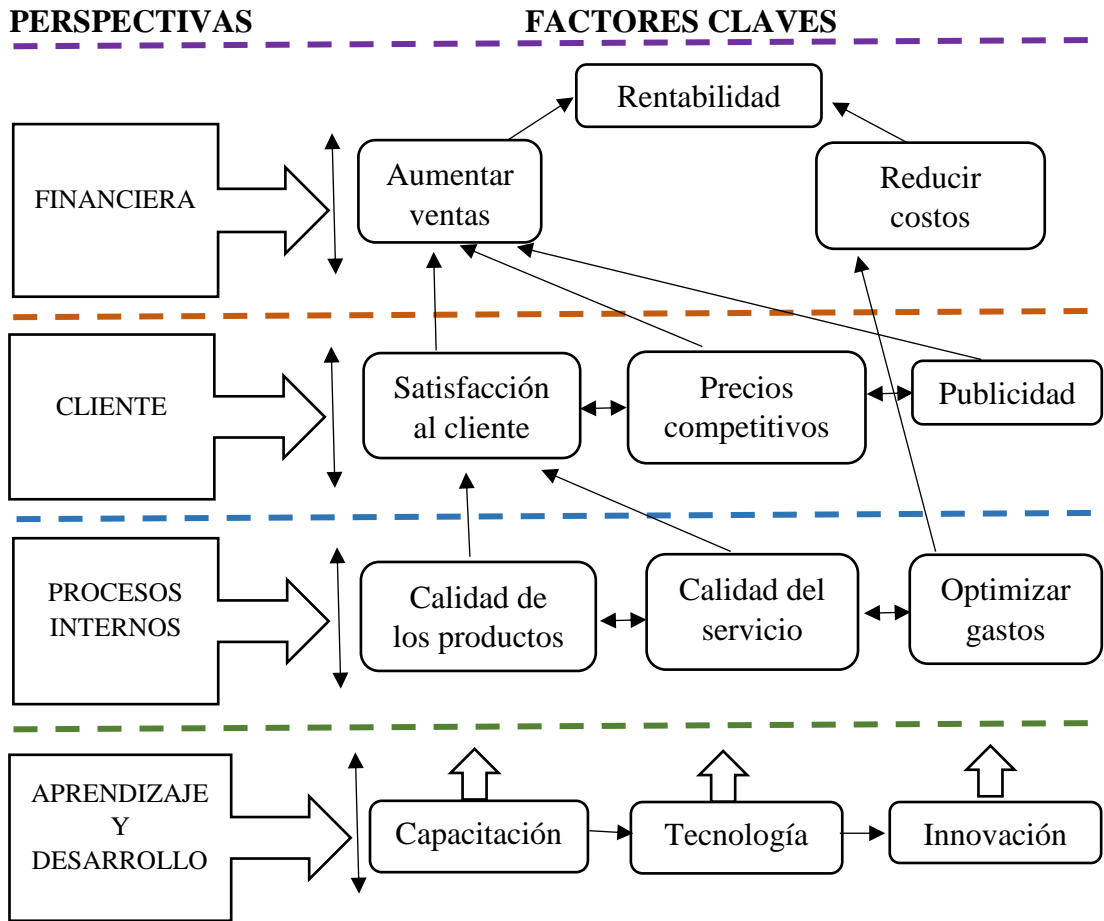 PERSPECTIVAS
FACTORES CLAVES
Rentabilidad
FINANCIERA
Aumentar
ventas
Reducir
costos
CLIENTE
Satisfacción
al cliente
Precios
competitivos
Publicidad
PROCESOS
INTERNOS
Calidad de
los productos
Calidad del
servicio
Optimizar
gastos
APRENDIZAJE
Y
DESARROLLO
Capacitación
Tecnología
Innovación